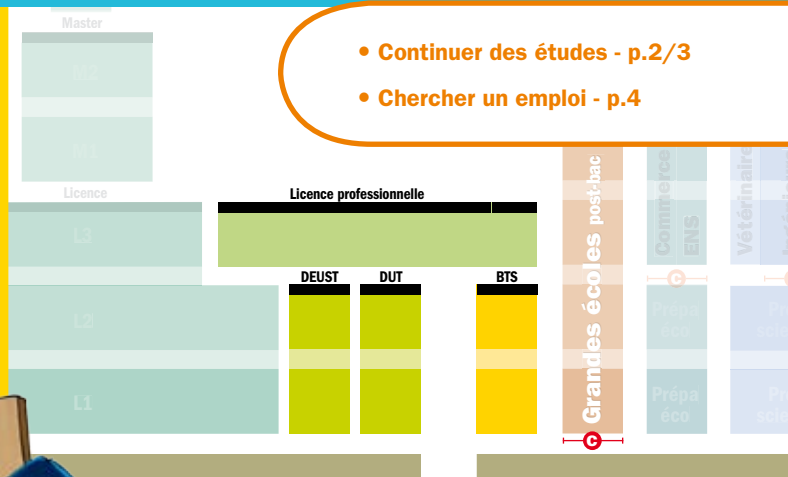 Master
• Continuer des études - p.2/3
• Chercher un emploi - p.4
M2
M1
Licence
Licence professionnelle
L3
DEUST
DUT
BTS
L2
L1
Grandes écoles post-bac
C
Commerce
ENS
Vétérinaire
C
Prépa
éco
Prépa
éco